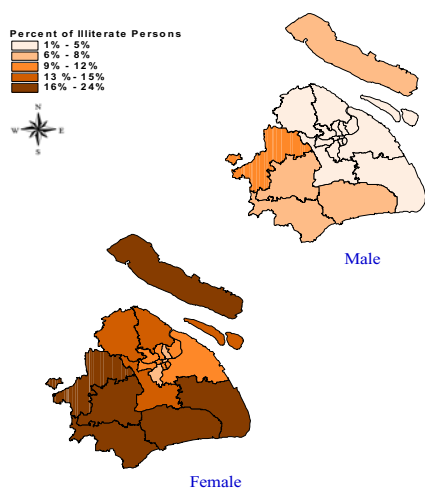 Percent of Illiterate Persons
1% - 5%
6% - 8%
9% - 12%
13 %- 15%
16% - 24%
N
W E
S
Male
Female